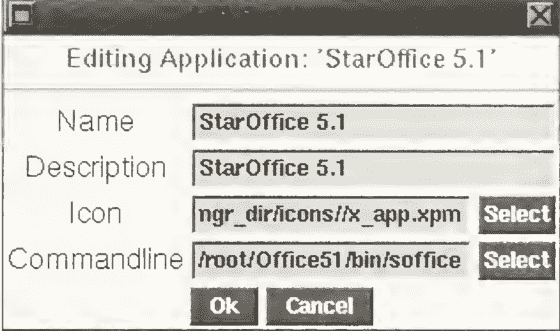 Editing Application: 'StarOffice 5.1'
Name StarOffice 5.1
Description StarOffice 5.1
Icon ngr_dir/icons//x_app.xpm Select
Commandline /root/Office51/bin/soffice Select
Ok Cancel